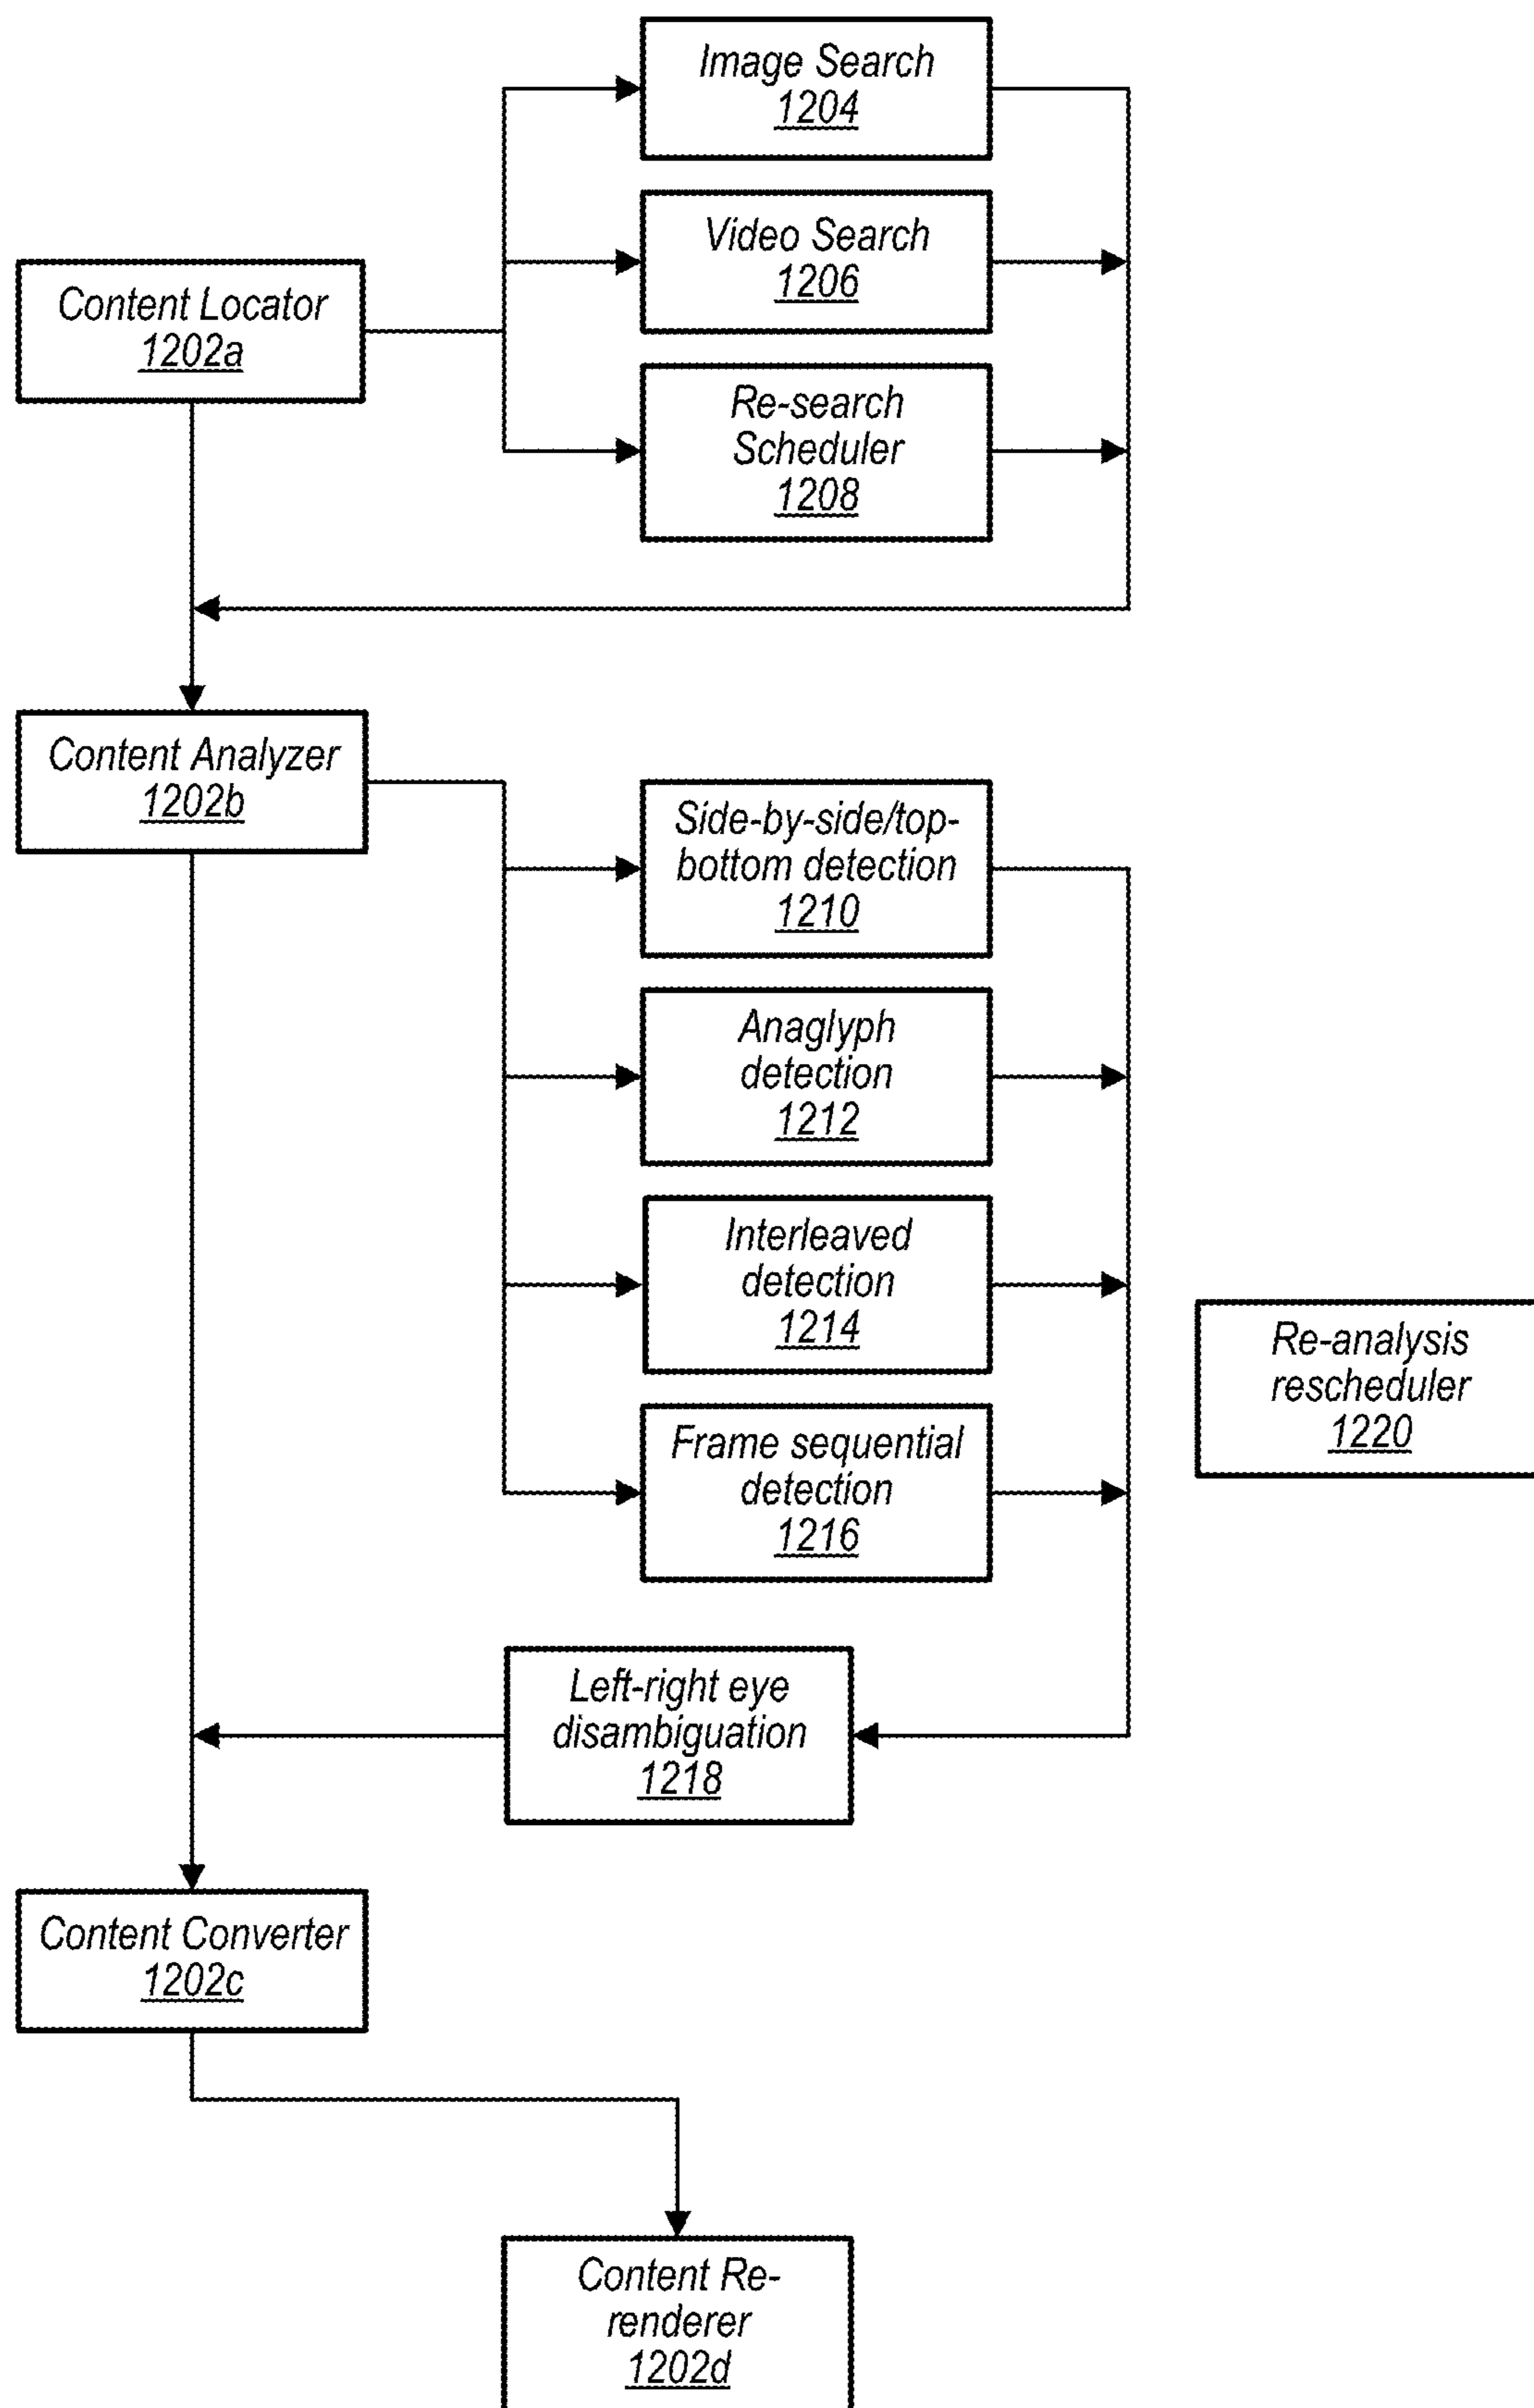 Image Search
1204
Video Search
1206
Content Locator
1202a
Re-search
Scheduler
1208
Content Analyzer
1202b
Side-by-side/top-
bottom detection
1210
Anaglyph
detection
1212
Interleaved
detection
1214
Re-analysis
rescheduler
1220
Frame sequential
detection
1216
Left-right eye
disambiguation
1218
Content Converter
1202c
Content Re-
renderer
1202d